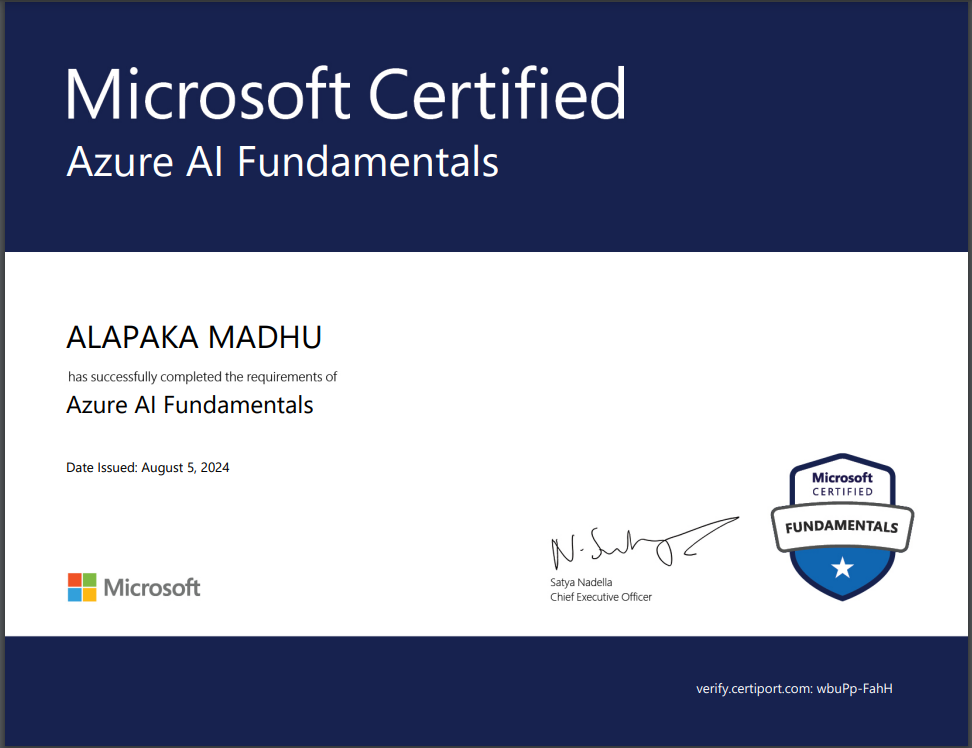 Microsoft Certified
Azure AI Fundamentals
ALAPAKA MADHU
has successfully completed the requirements of
Azure AI Fundamentals
Date Issued: August 5, 2024
Microsoft
CERTIFIED
FUNDAMENTALS
N. Satya
Satya Nadella
Chief Executive Officer
Microsoft
verify.certiport.com: wbuPp-FahH